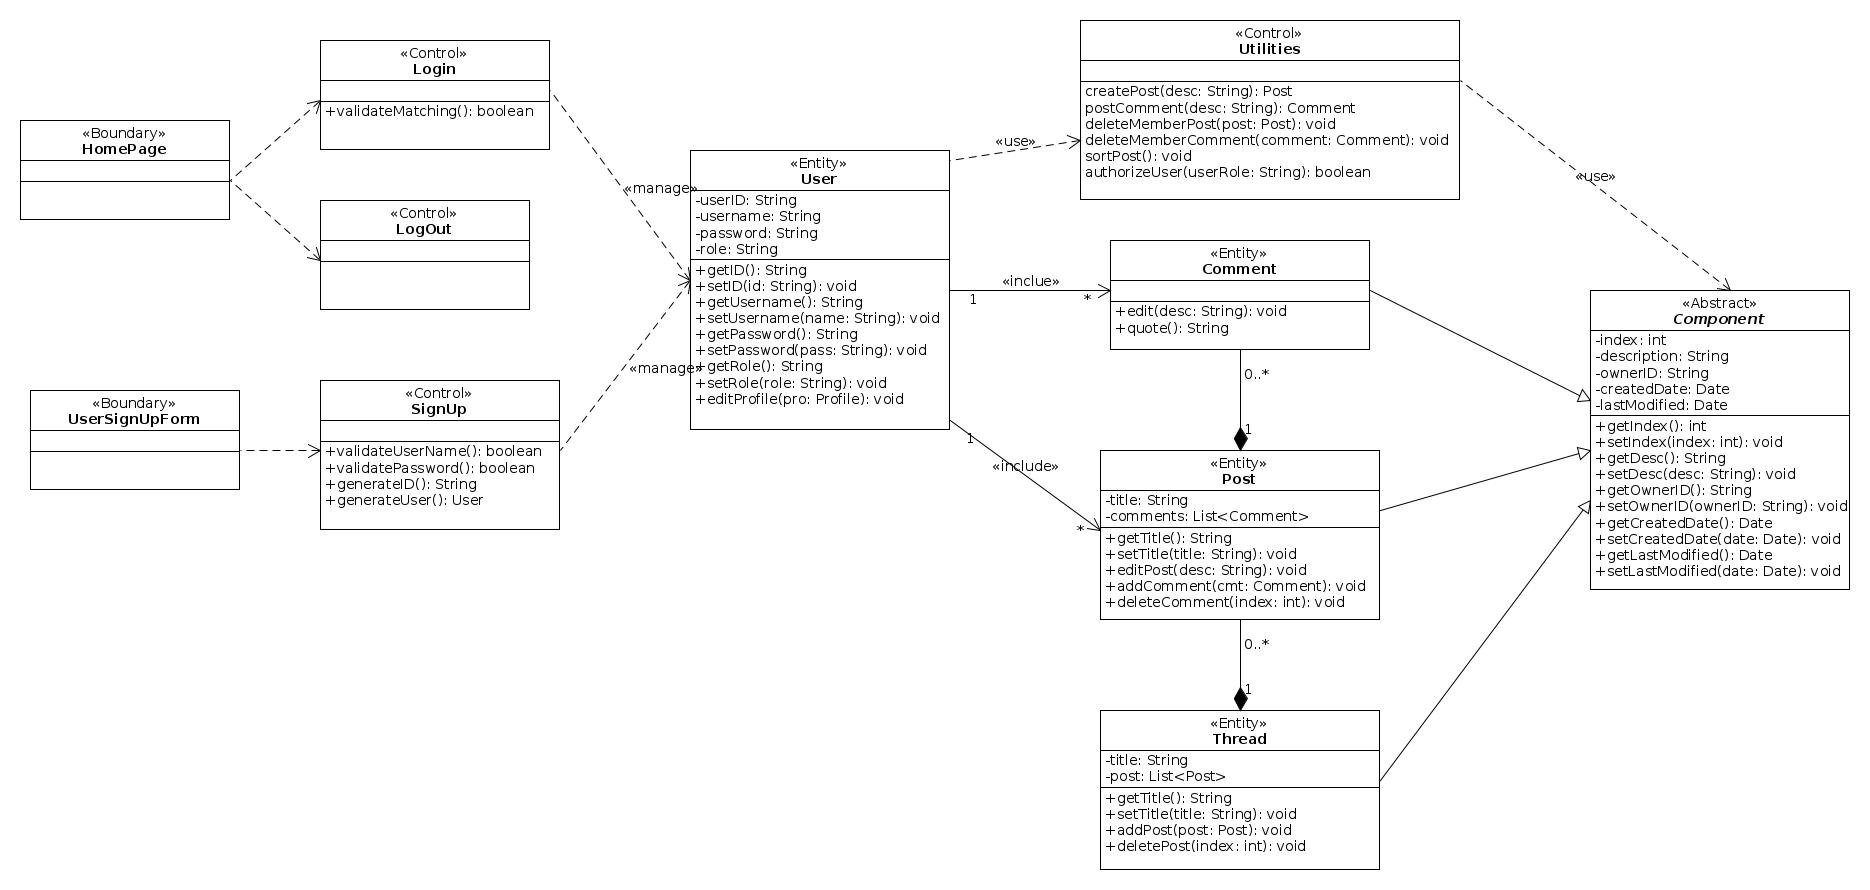 «Boundary»
HomePage
«Control»
Login
+validateMatching(): boolean
«Control»
LogOut
«Boundary»
UserSignUpForm
«Control»
SignUp
+validateUserName(): boolean
+validatePassword(): boolean
+generateID(): String
+generateUser(): User
«manage»
«manage»
«Entity»
User
-userID: String
-username: String
-password: String
-role: String
+getID(): String
+setID(id: String): void
+getUsername(): String
+setUsername(name: String): void
+getPassword(): String
+setPassword(pass: String): void
+getRole(): String
+setRole(role: String): void
+editProfile(pro: Profile): void
«use»
«Control»
Utilities
createPost(desc: String): Post
postComment(desc: String): Comment
deleteMemberPost(post: Post): void
deleteMemberComment(comment: Comment): void
sortPost(): void
authorizeUser(userRole: String): boolean
«use»
«inclue»
1
*
«Entity»
Comment
+edit(desc: String): void
+quote(): String
0..*
1
1
«include»
*
«Entity»
Post
-title: String
-comments: List<Comment>
+getTitle(): String
+setTitle(title: String): void
+editPost(desc: String): void
+addComment(cmt: Comment): void
+deleteComment(index: int): void
0..*
1
«Entity»
Thread
-title: String
-post: List<Post>
+getTitle(): String
+setTitle(title: String): void
+addPost(post: Post): void
+deletePost(index: int): void
«Abstract»
Component
-index: int
-description: String
-ownerID: String
-createdDate: Date
-lastModified: Date
+getIndex(): int
+setIndex(index: int): void
+getDesc(): String
+setDesc(desc: String): void
+getOwnerID(): String
+setOwnerID(ownerID: String): void
+getCreatedDate(): Date
+setCreatedDate(date: Date): void
+getLastModified(): Date
+setLastModified(date: Date): void